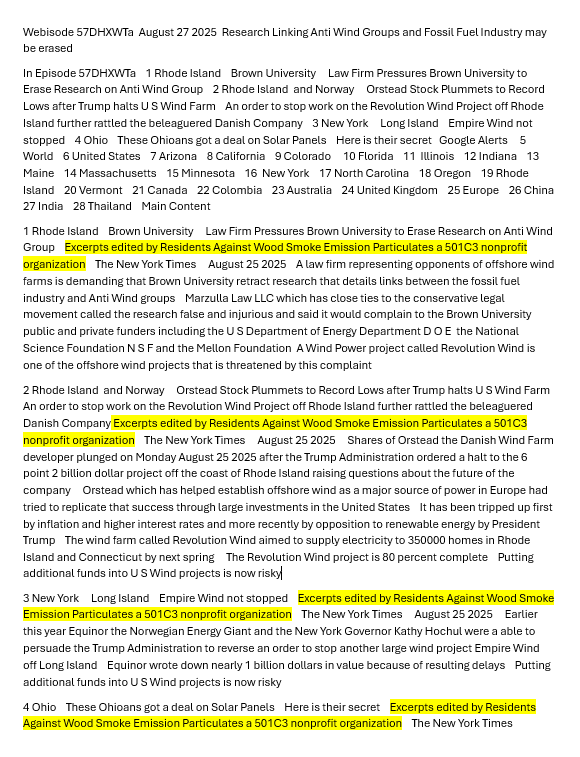 Webisode 57DHXWTa  August 27 2025  Research Linking Anti Wind Groups and Fossil Fuel Industry may
be erased
In Episode 57DHXWTa   1 Rhode Island   Brown University    Law Firm Pressures Brown University to
Erase Research on Anti Wind Group   2 Rhode Island  and Norway    Orstead Stock Plummets to Record
Lows after Trump halts U S Wind Farm   An order to stop work on the Revolution Wind Project off Rhode
Island further rattled the beleaguered Danish Company   3 New York    Long Island   Empire Wind not
stopped   4 Ohio   These Ohioans got a deal on Solar Panels   Here is their secret   Google Alerts    5
World    6 United States   7 Arizona   8 California   9 Colorado    10 Florida   11  Illinois   12 Indiana   13
Maine   14 Massachusetts   15 Minnesota   16  New York   17 North Carolina   18 Oregon   19 Rhode
Island   20 Vermont   21 Canada   22 Colombia   23 Australia   24 United Kingdom   25 Europe   26 China
27 India   28 Thailand   Main Content
1 Rhode Island   Brown University    Law Firm Pressures Brown University to Erase Research on Anti Wind
Group   Excerpts edited by Residents Against Wood Smoke Emission Particulates a 501C3 nonprofit
organization   The New York Times    August 25 2025   A law firm representing opponents of offshore wind
farms is demanding that Brown University retract research that details links between the fossil fuel
industry and Anti Wind groups    Marzulla Law LLC which has close ties to the conservative legal
movement called the research false and injurious and said it would complain to the Brown University
public and private funders including the U S Department of Energy Department D O E  the National
Science Foundation N S F and the Mellon Foundation  A Wind Power project called Revolution Wind is
one of the offshore wind projects that is threatened by this complaint
2 Rhode Island  and Norway    Orstead Stock Plummets to Record Lows after Trump halts U S Wind Farm
An order to stop work on the Revolution Wind Project off Rhode Island further rattled the beleaguered
Danish Company Excerpts edited by Residents Against Wood Smoke Emission Particulates a 501C3
nonprofit organization   The New York Times    August 25 2025    Shares of Orstead the Danish Wind Farm
developer plunged on Monday August 25 2025 after the Trump Administration ordered a halt to the 6
point 2 billion dollar project off the coast of Rhode Island raising questions about the future of the
company    Orstead which has helped establish offshore wind as a major source of power in Europe had
tried to replicate that success through large investments in the United States    It has been tripped up first
by inflation and higher interest rates and more recently by opposition to renewable energy by President
Trump   The wind farm called Revolution Wind aimed to supply electricity to 350000 homes in Rhode
Island and Connecticut by next spring    The Revolution Wind project is 80 percent complete    Putting
additional funds into U S Wind projects is now risky
3 New York    Long Island   Empire Wind not stopped   Excerpts edited by Residents Against Wood Smoke
Emission Particulates a 501C3 nonprofit organization   The New York Times    August 25 2025    Earlier
this year Equinor the Norwegian Energy Giant and the New York Governor Kathy Hochul were a able to
persuade the Trump Administration to reverse an order to stop another large wind project Empire Wind
off Long Island    Equinor wrote down nearly 1 billion dollars in value because of resulting delays    Putting
additional funds into U S Wind projects is now risky
4 Ohio   These Ohioans got a deal on Solar Panels    Here is their secret   Excerpts edited by Residents
Against Wood Smoke Emission Particulates a 501C3 nonprofit organization   The New York Times